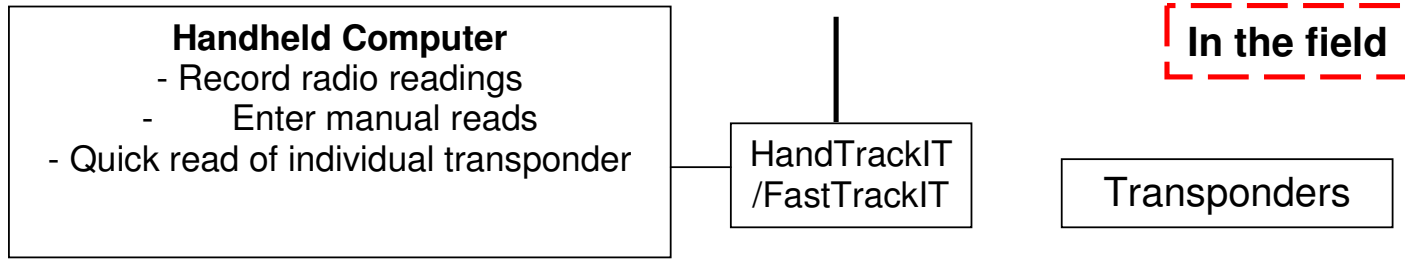 Handheld Computer
- Record radio readings
- Enter manual reads
- Quick read of individual transponder
HandTrackIT
/FastTrackIT
In the field
Transponders